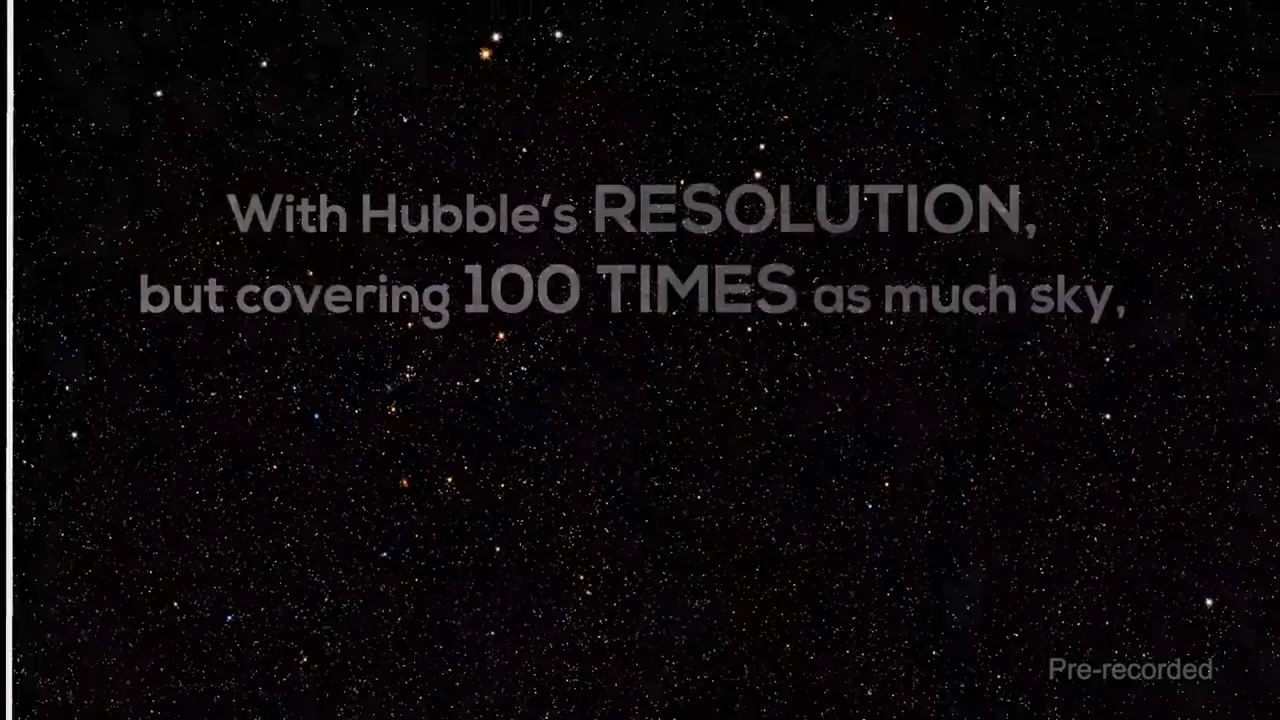 With Hubble's RESOLUTION,
but covering 100 TIMES as much sky,
Pre-recorded